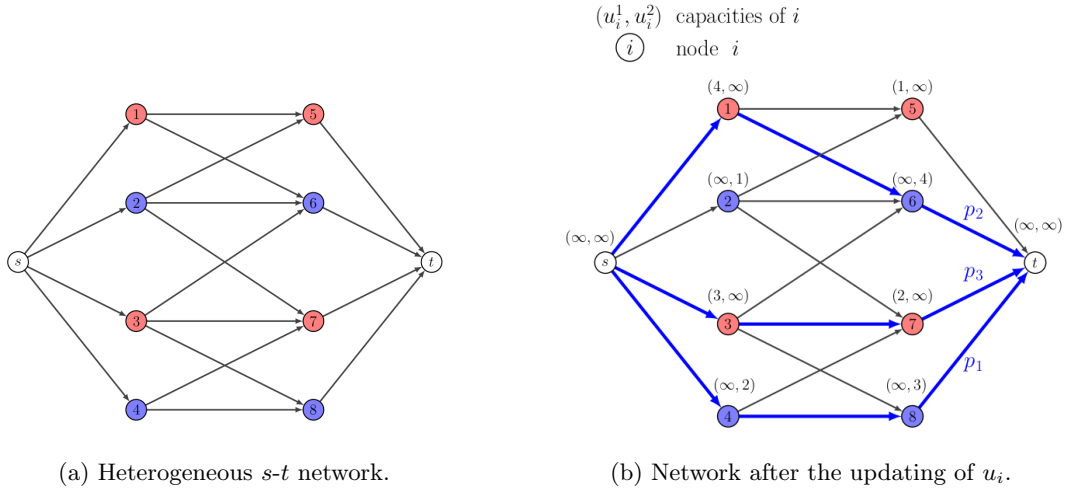 (u_i^1, u_i^2) capacities of i
i node i
(4, ∞) (1, ∞)
1 5 1 5
(∞, 1) (∞, 4)
2 6 2 6
p_2
(∞, ∞) (∞, ∞)
s t s t
p_3
(3, ∞) (2, ∞)
3 7 3 7
p_1
(∞, 2) (∞, 3)
4 8 4 8
(a) Heterogeneous s-t network.
(b) Network after the updating of u_i.